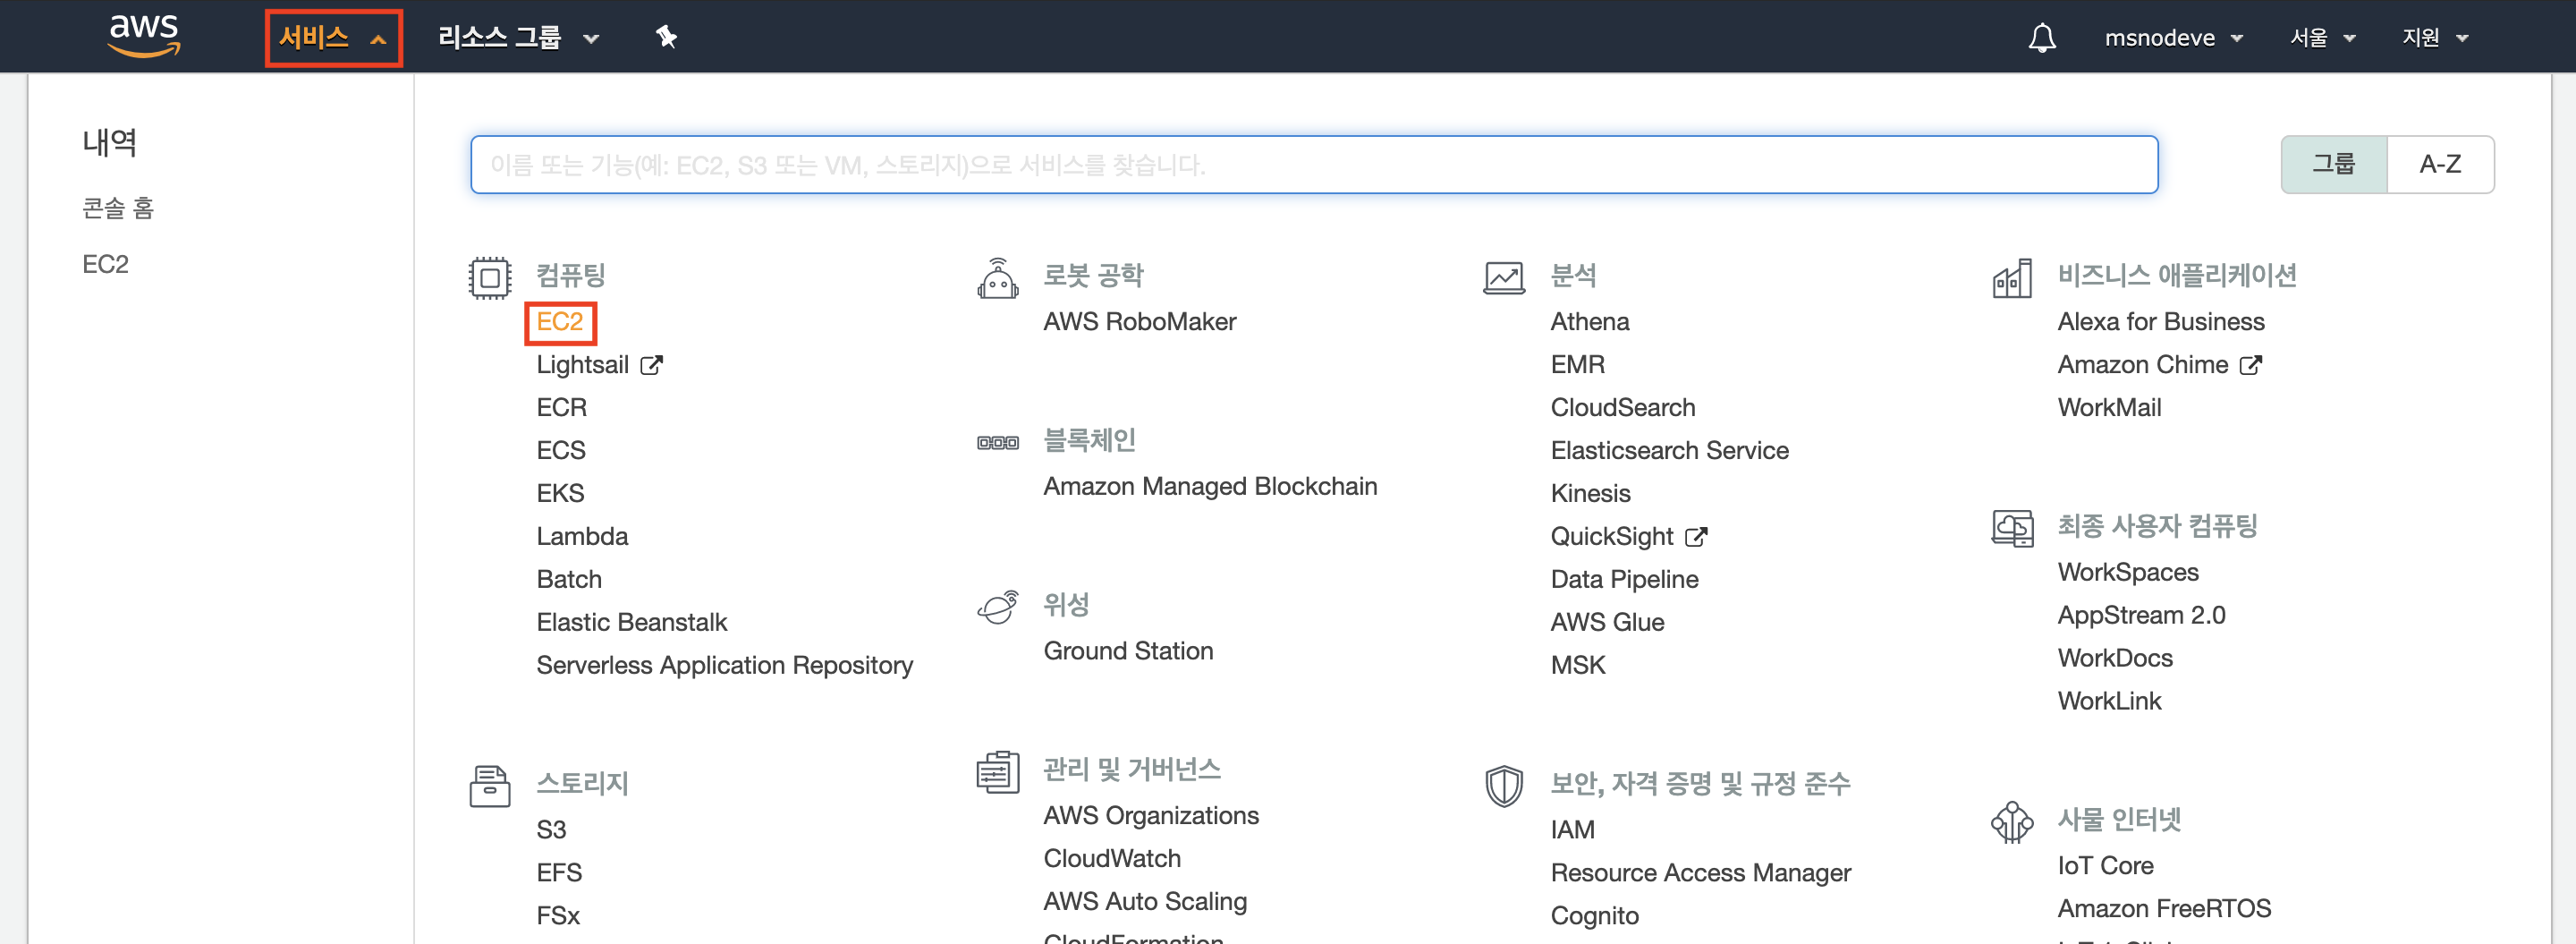 aws 서비스 리소스 그룹 msnodeve 서울 지원
내역
콘솔 홈
EC2
이름 또는 기능(예: EC2, S3 또는 VM, 스토리지)으로 서비스를 찾습니다.
그룹 A-Z
컴퓨팅
EC2
Lightsail
ECR
ECS
EKS
Lambda
Batch
Elastic Beanstalk
Serverless Application Repository
스토리지
S3
EFS
FSx
로봇 공학
AWS RoboMaker
블록체인
Amazon Managed Blockchain
위성
Ground Station
관리 및 거버넌스
AWS Organizations
CloudWatch
AWS Auto Scaling
CloudFormation
분석
Athena
EMR
CloudSearch
Elasticsearch Service
Kinesis
QuickSight
Data Pipeline
AWS Glue
MSK
보안, 자격 증명 및 규정 준수
IAM
Resource Access Manager
Cognito
비즈니스 애플리케이션
Alexa for Business
Amazon Chime
WorkMail
최종 사용자 컴퓨팅
WorkSpaces
AppStream 2.0
WorkDocs
WorkLink
사물 인터넷
IoT Core
Amazon FreeRTOS